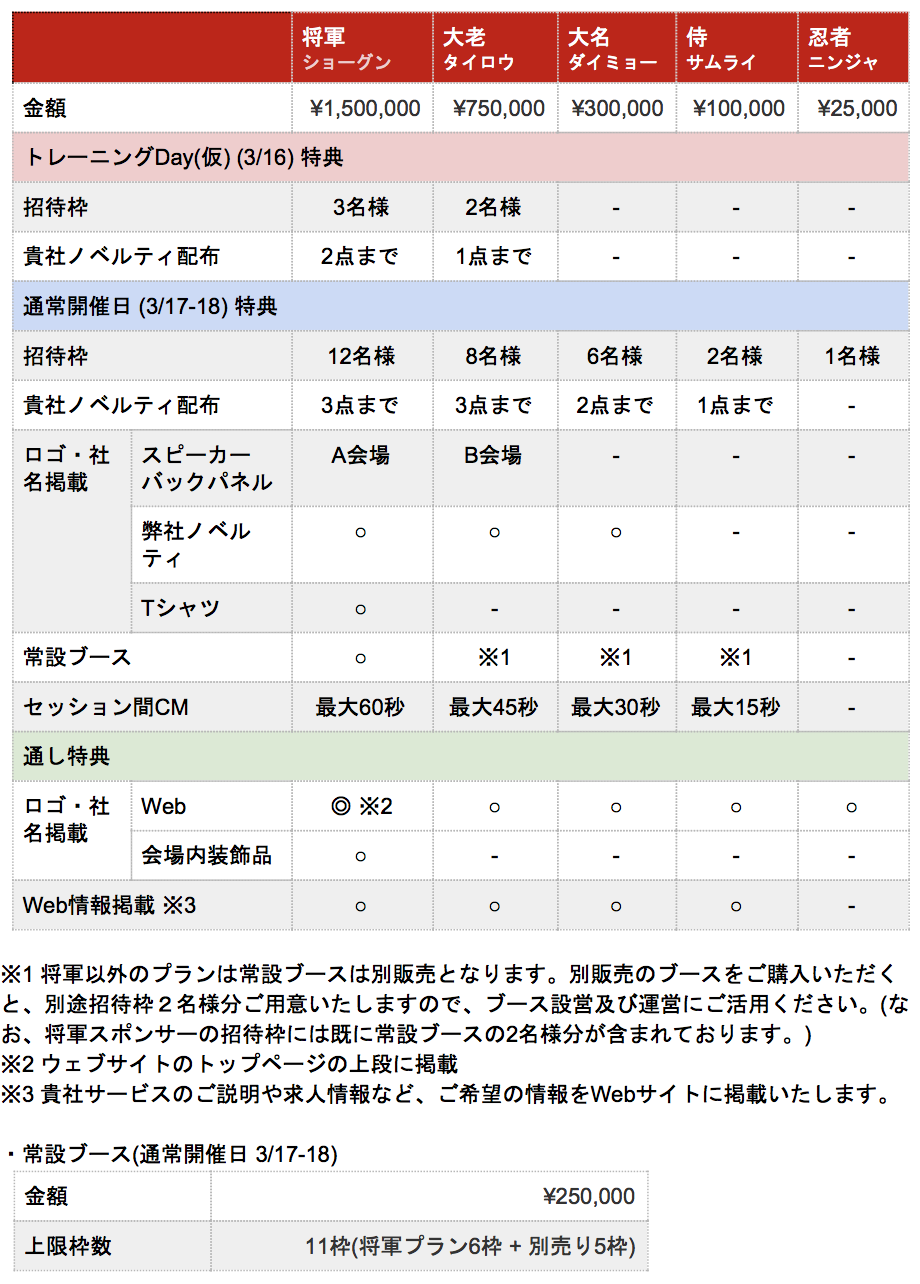 将軍 大老 大名 侍 忍者
ショーグン タイロウ ダイミョー サムライ ニンジャ
金額 ¥1,500,000 ¥750,000 ¥300,000 ¥100,000 ¥25,000
トレーニングDay(仮) (3/16) 特典
招待枠 3名様 2名様 - - -
貴社ノベルティ配布 2点まで 1点まで - - -
通常開催日 (3/17-18) 特典
招待枠 12名様 8名様 6名様 2名様 1名様
貴社ノベルティ配布 3点まで 3点まで 2点まで 1点まで -
ロゴ・社 スピーカー A会場 B会場 - - -
名掲載 バックパネル
弊社ノベル ○ ○ ○ - -
ティ
Tシャツ ○ - - - -
常設ブース ○ ※1 ※1 ※1 -
セッション間CM 最大60秒 最大45秒 最大30秒 最大15秒 -
通し特典
ロゴ・社 Web ◎ ※2 ○ ○ ○ ○
名掲載
会場内装飾品 ○ - - - -
Web情報掲載 ※3 ○ ○ ○ ○ -
※1 将軍以外のプランは常設ブースは別販売となります。別販売のブースをご購入いただく
と、別途招待枠２名様分ご用意いたしますので、ブース設営及び運営にご活用ください。(な
お、将軍スポンサーの招待枠には既に常設ブースの2名様分が含まれております。)
※2 ウェブサイトのトップページの上段に掲載
※3 貴社サービスのご説明や求人情報など、ご希望の情報をWebサイトに掲載いたします。
・常設ブース(通常開催日 3/17-18)
金額 ¥250,000
上限枠数 11枠(将軍プラン6枠 + 別売り5枠)